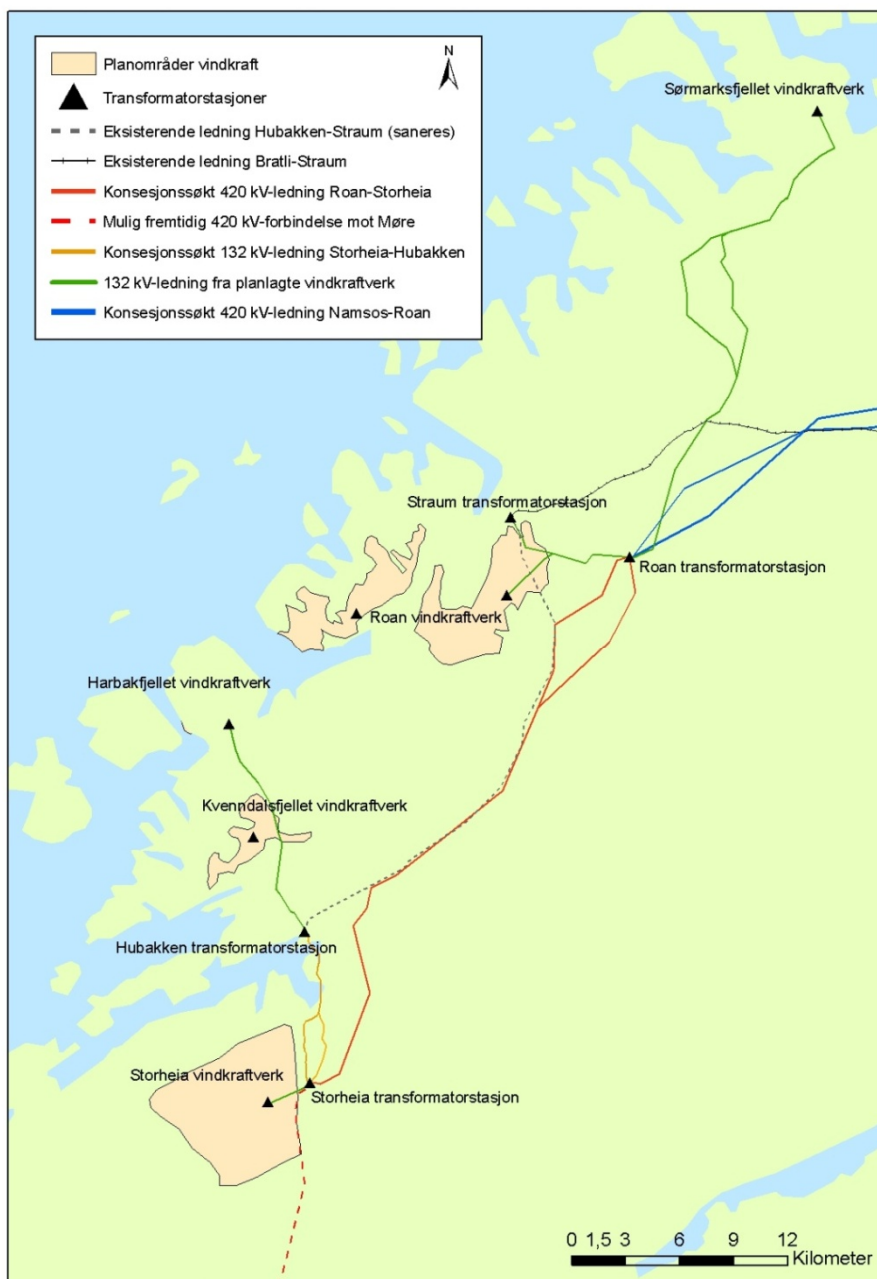 Planområder vindkraft
N
Transformatorstasjoner
Eksisterende ledning Hubakken-Straum (saneres)
Eksisterende ledning Bratli-Straum
Konsesjonssøkt 420 kV-ledning Roan-Storheia
Mulig fremtidig 420 kV-forbindelse mot Møre
Konsesjonssøkt 132 kV-ledning Storheia-Hubakken
132 kV-ledning fra planlagte vindkraftverk
Konsesjonssøkt 420 kV-ledning Namsos-Roan
Sørmarksfjellet vindkraftverk
Straum transformatorstasjon
Roan transformatorstasjon
Roan vindkraftverk
Harbakfjellet vindkraftverk
Kvenndalsfjellet vindkraftverk
Hubakken transformatorstasjon
Storheia vindkraftverk
Storheia transformatorstasjon
0 1,5 3 6 9 12
Kilometer